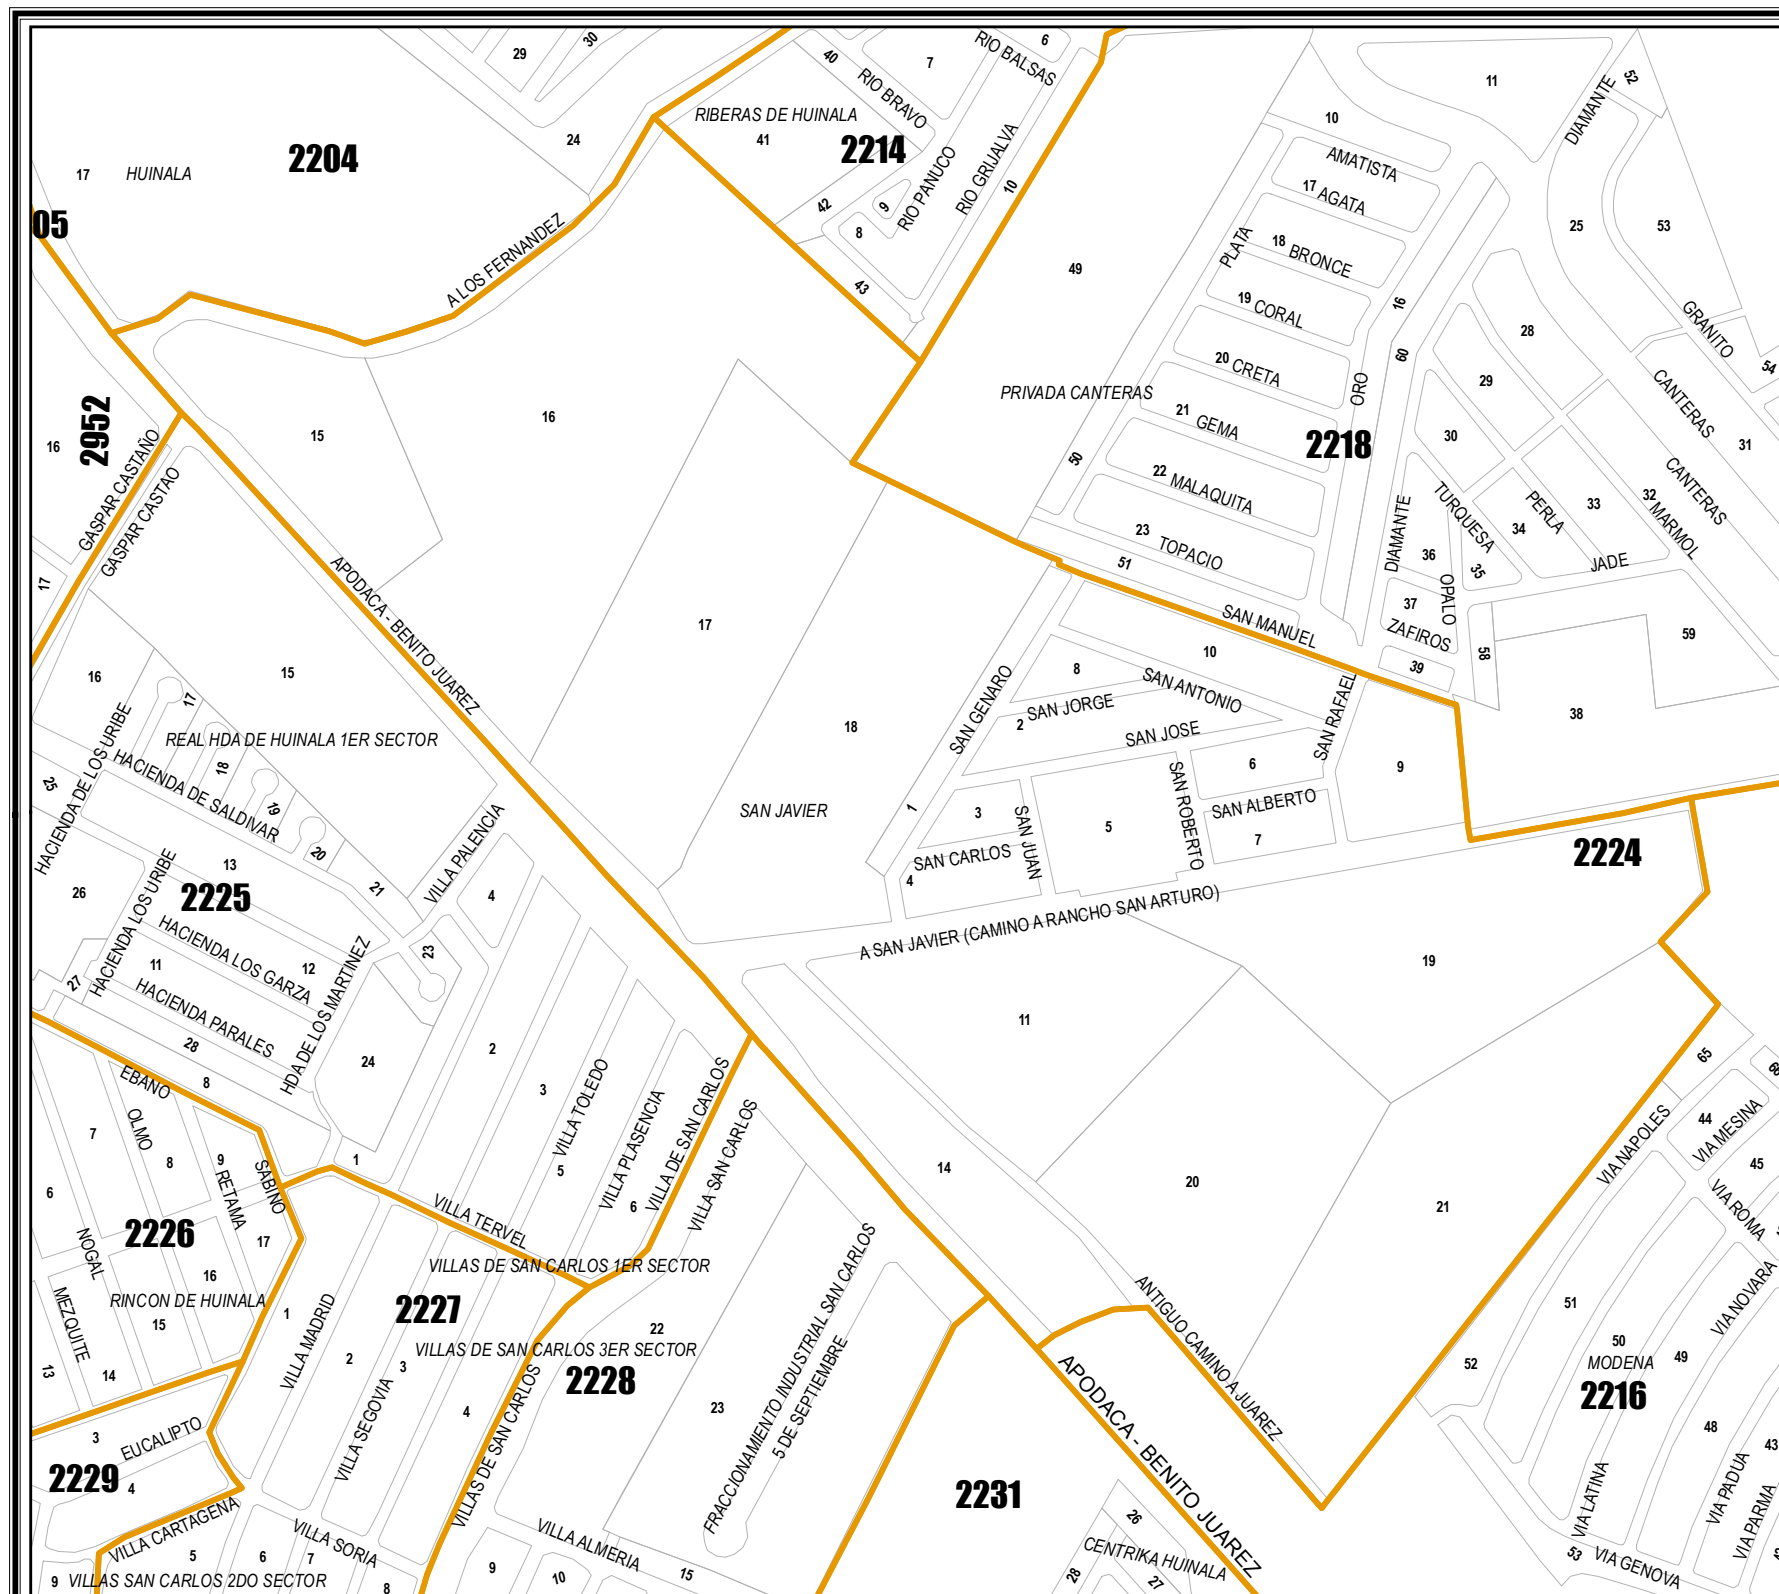 29
30
40
7
6
RIO BALSAS
RIO BRAVO
11
52
DIAMANTE
17
HUINALA
2204
24
RIBERAS DE HUINALA
41
2214
10
AMATISTA
RIO PANUCO
RIO GRIJALVA
10
17 AGATA
42
9
8
05
PLATA
18 BRONCE
25
53
A LOS FERNANDEZ
43
49
19 CORAL
16
28
GRANITO
20 CRETA
60
54
29
ORO
PRIVADA CANTERAS
21
GEMA
CANTERAS
31
15
16
2952
16
2218
30
50
22 MALAQUITA
TURQUESA
CANTERAS
GASPAR CASTAÑO
GASPAR CASTAO
PERLA
33
32
MARMOL
23
TOPACIO
DIAMANTE
34
36
35
JADE
51
17
APODACA - BENITO JUAREZ
OPALO
37
SAN MANUEL
ZAFIROS
17
59
58
39
10
8
SAN ANTONIO
16
15
17
SAN GENARO
SAN JORGE
2
SAN JOSE
SAN RAFAEL
38
18
HACIENDA DE LOS URIBE
REAL HDA DE HUINALA 1ER SECTOR
HACIENDA DE SALDIVAR
18
25
19
6
9
SAN ROBERTO
SAN ALBERTO
SAN JAVIER
1
3
SAN JUAN
5
7
2224
20
13
SAN CARLOS
4
VILLA PALENCIA
26
HACIENDA LOS URIBE
2225
21
4
A SAN JAVIER (CAMINO A RANCHO SAN ARTURO)
HACIENDA LOS GARZA
12
HDA DE LOS MARTINEZ
23
11
27
HACIENDA PARALES
19
11
28
24
2
65
66
EBANO
8
3
VILLA TOLEDO
VILLA PLASENCIA
VILLA DE SAN CARLOS
VILLA SAN CARLOS
VIA NAPOLES
44
VIA MESINA
7
OLMO
8
9
RETAMA
SABINO
1
5
14
45
6
20
21
VIA ROMA
6
VILLA TERVEL
NOGAL
2226
17
VILLAS DE SAN CARLOS 1ER SECTOR
16
RINCON DE HUINALA
MEZQUITE
15
1
VILLA MADRID
2227
22
FRACCIONAMIENTO INDUSTRIAL SAN CARLOS
5 DE SEPTIEMBRE
ANTIGUO CAMINO A JUAREZ
51
50
VIA NOVARA
VILLAS DE SAN CARLOS 3ER SECTOR
2
3
2228
52
MODENA
49
2216
13
14
APODACA - BENITO JUAREZ
4
23
VILLA SEGOVIA
VILLAS DE SAN CARLOS
3
EUCALIPTO
2229
4
48
43
2231
VIA LATINA
VIA PADUA
VIA PARMA
VILLA CARTAGENA
VILLA SORIA
VILLA ALMERIA
26
CENTRIKA HUINALA
53
VIA GENOVA
5
6
7
9
VILLAS SAN CARLOS 2DO SECTOR
8
9
10
15
28
27